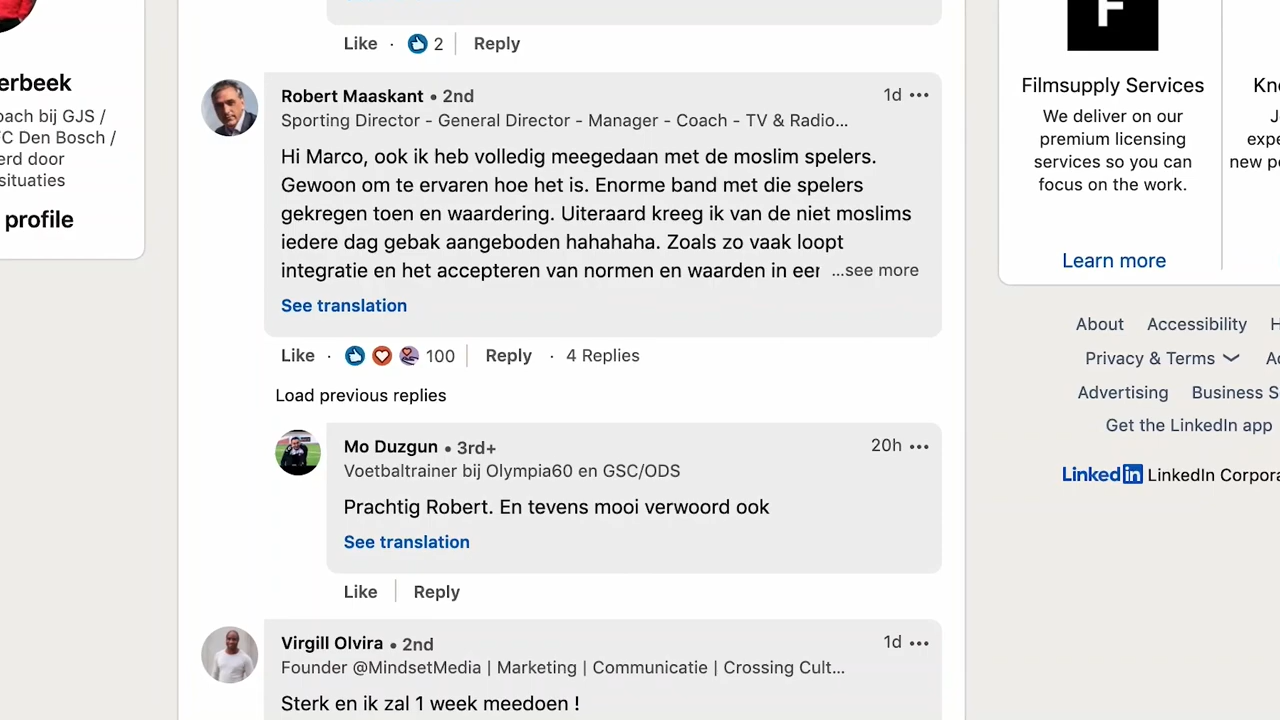 Like · 2 Reply
Robert Maaskant • 2nd
1d
Sporting Director - General Director - Manager - Coach - TV & Radio...
Hi Marco, ook ik heb volledig meegedaan met de moslim spelers.
Gewoon om te ervaren hoe het is. Enorme band met die spelers
gekregen toen en waardering. Uiteraard kreeg ik van de niet moslims
iedere dag gebak aangeboden hahahaha. Zoals zo vaak loopt
integratie en het accepteren van normen en waarden in eer ...see more
See translation
Like · 100 Reply · 4 Replies
Load previous replies
Mo Duzgun • 3rd+
20h
Voetbaltrainer bij Olympia60 en GSC/ODS
Prachtig Robert. En tevens mooi verwoord ook
See translation
Like Reply
Virgill Olvira • 2nd
1d
Founder @MindsetMedia | Marketing | Communicatie | Crossing Cult...
Sterk en ik zal 1 week meedoen !
erbeek
oach bij GJS /
FC Den Bosch /
erd door
situaties
profile
F
Filmsupply Services
We deliver on our
premium licensing
services so you can
focus on the work.
Learn more
Kno
J
expe
new po
About Accessibility H
Privacy & Terms Ad
Advertising Business S
Get the LinkedIn app
LinkedIn LinkedIn Corpora